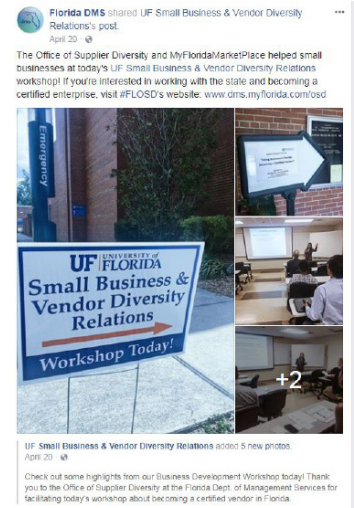 Florida DMS shared UF Small Business & Vendor Diversity
Relations's post.
April 20 ·
The Office of Supplier Diversity and MyFloridaMarketPlace helped small
businesses at today's UF Small Business & Vendor Diversity Relations
workshop! If you're interested in working with the state and becoming a
certified enterprise, visit #FLOSD's website: www.dms.myflorida.com/osd
Emergency
UF UNIVERSITY of
FLORIDA
Small Business &
Vendor Diversity
Relations
Workshop Today!
+2
UF Small Business & Vendor Diversity Relations added 5 new photos.
April 20 ·
Check out some highlights from our Business Development Workshop today! Thank
you to the Office of Supplier Diversity at the Florida Dept. of Management Services for
facilitating today's workshop about becoming a certified vendor in Florida.